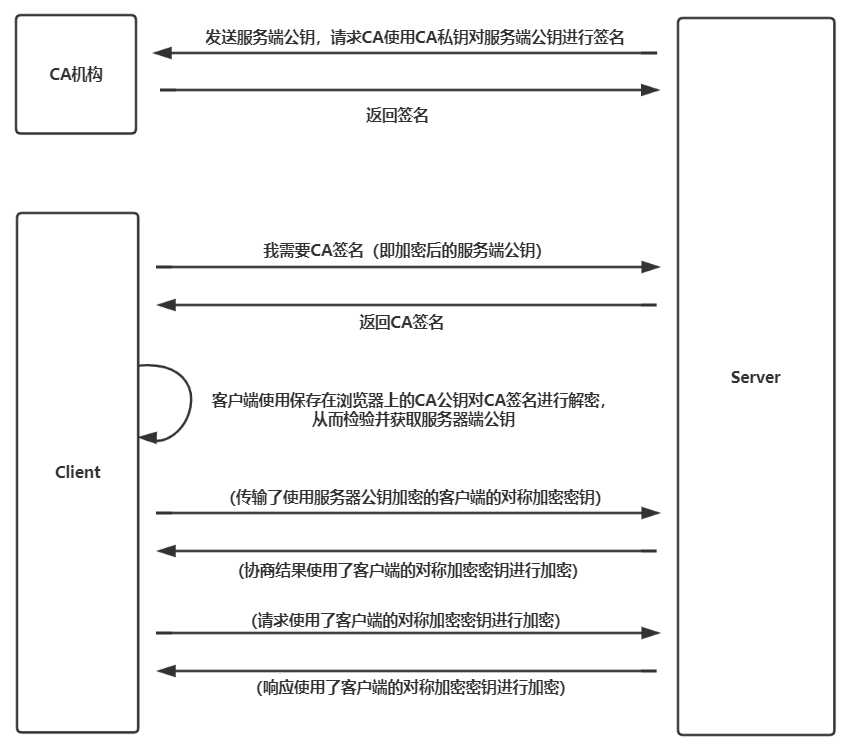 发送服务端公钥，请求CA使用CA私钥对服务端公钥进行签名
CA机构
返回签名
我需要CA签名（即加密后的服务端公钥）
返回CA签名
Server
客户端使用保存在浏览器上的CA公钥对CA签名进行解密，
从而检验并获取服务器端公钥
Client
(传输了使用服务器公钥加密的客户端的对称加密密钥)
(协商结果使用了客户端的对称加密密钥进行加密)
(请求使用了客户端的对称加密密钥进行加密)
(响应使用了客户端的对称加密密钥进行加密)